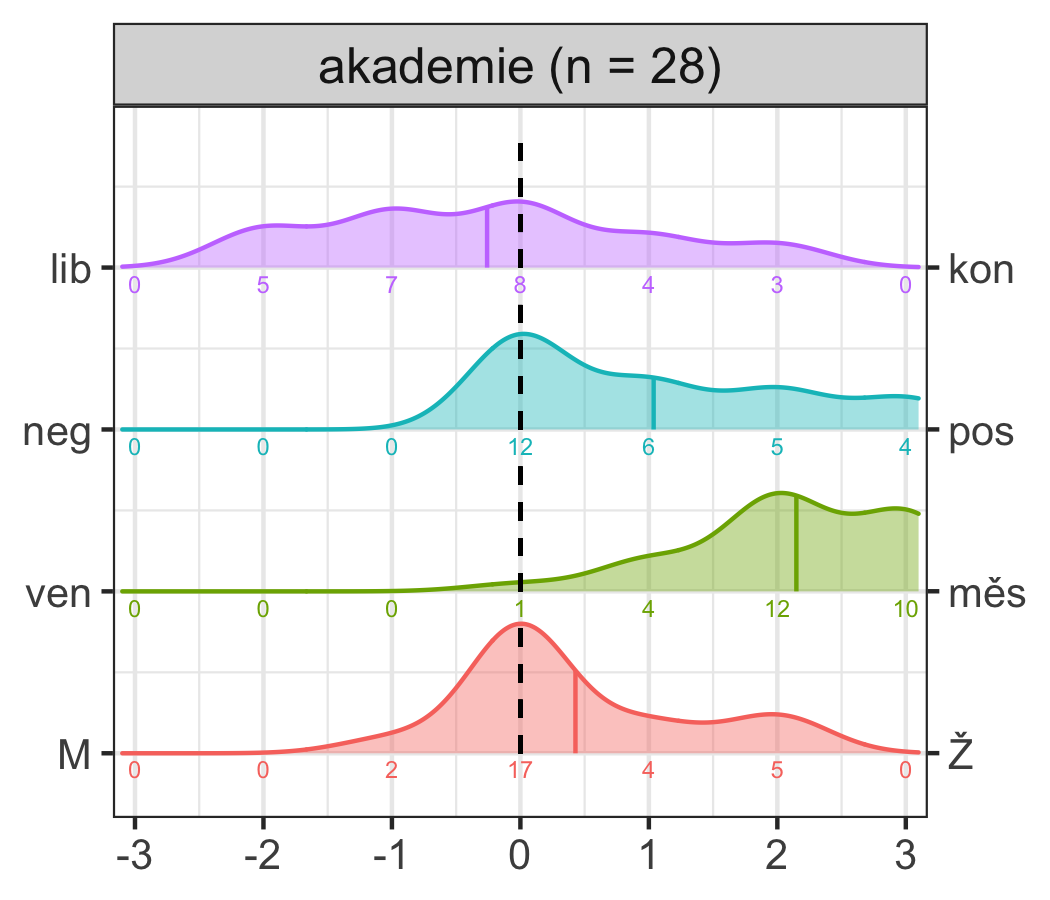 akademie (n = 28)
lib kon
0 5 7 8 4 3 0
neg pos
0 0 0 12 6 5 4
ven měs
0 0 0 1 4 12 10
M Ž
0 0 2 17 4 5 0
-3 -2 -1 0 1 2 3